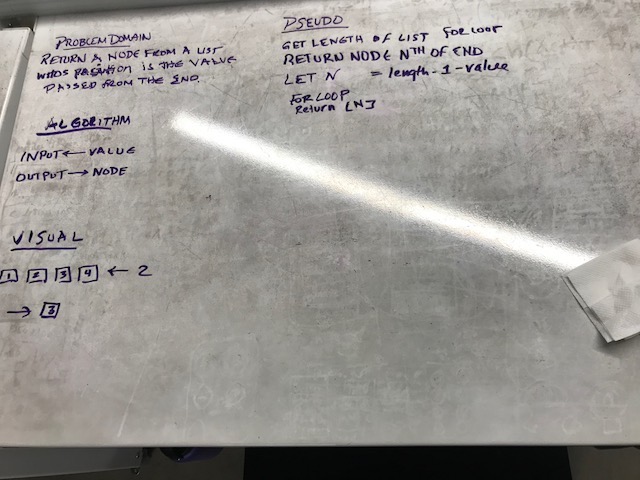 PROBLEM DOMAIN
RETURN A NODE FROM A LIST
WHOS POSITION IS THE VALUE
PASSED FROM THE END.
ALGORITHM
INPUT ← VALUE
OUTPUT → NODE
VISUAL
1 2 3 4 ← 2
→ 3
PSEUDO
GET LENGTH OF LIST FOR LOOP
RETURN NODE NTH OF END
LET N = length - 1 - value
FOR LOOP
Return [N]